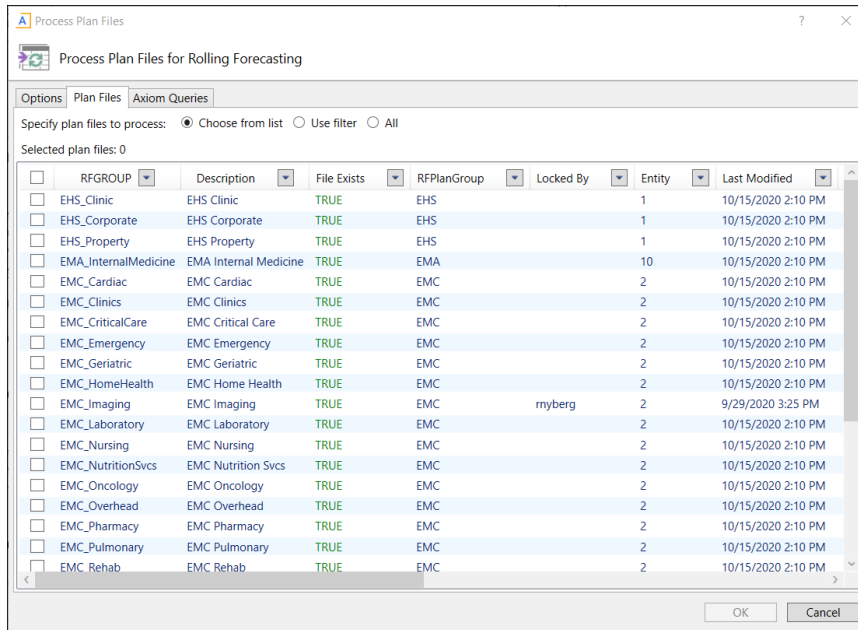 A Process Plan Files ?
Process Plan Files for Rolling Forecasting
Options Plan Files Axiom Queries
Specify plan files to process: Choose from list Use filter All
Selected plan files: 0
RFGROUP Description File Exists RFPlanGroup Locked By Entity Last Modified
EHS_Clinic EHS Clinic TRUE EHS 1 10/15/2020 2:10 PM
EHS_Corporate EHS Corporate TRUE EHS 1 10/15/2020 2:10 PM
EHS_Property EHS Property TRUE EHS 1 10/15/2020 2:10 PM
EMA_InternalMedicine EMA Internal Medicine TRUE EMA 10 10/15/2020 2:10 PM
EMC_Cardiac EMC Cardiac TRUE EMC 2 10/15/2020 2:10 PM
EMC_Clinics EMC Clinics TRUE EMC 2 10/15/2020 2:10 PM
EMC_CriticalCare EMC Critical Care TRUE EMC 2 10/15/2020 2:10 PM
EMC_Emergency EMC Emergency TRUE EMC 2 10/15/2020 2:10 PM
EMC_Geriatric EMC Geriatric TRUE EMC 2 10/15/2020 2:10 PM
EMC_HomeHealth EMC Home Health TRUE EMC 2 10/15/2020 2:10 PM
EMC_Imaging EMC Imaging TRUE EMC rnyberg 2 9/29/2020 3:25 PM
EMC_Laboratory EMC Laboratory TRUE EMC 2 10/15/2020 2:10 PM
EMC_Nursing EMC Nursing TRUE EMC 2 10/15/2020 2:10 PM
EMC_NutritionSvcs EMC Nutrition Svcs TRUE EMC 2 10/15/2020 2:10 PM
EMC_Oncology EMC Oncology TRUE EMC 2 10/15/2020 2:10 PM
EMC_Overhead EMC Overhead TRUE EMC 2 10/15/2020 2:10 PM
EMC_Pharmacy EMC Pharmacy TRUE EMC 2 10/15/2020 2:10 PM
EMC_Pulmonary EMC Pulmonary TRUE EMC 2 10/15/2020 2:10 PM
EMC_Rehab EMC Rehab TRUE EMC 2 10/15/2020 2:10 PM
OK Cancel